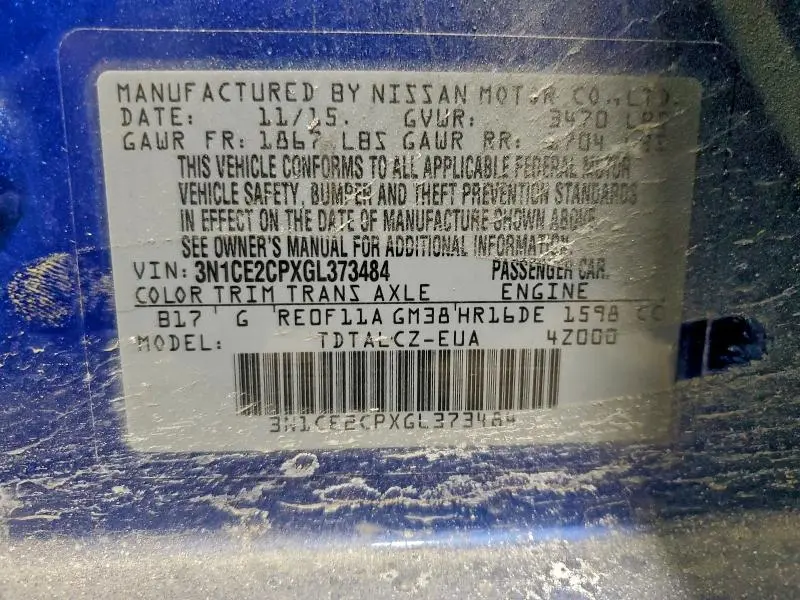 MANUFACTURED BY NISSAN MOTOR CO.,LTD.
DATE: 11/15. GVWR: 3470 LBS
GAWR FR: 1867 LBS GAWR RR: 1704 LBS
THIS VEHICLE CONFORMS TO ALL APPLICABLE FEDERAL MOTOR
VEHICLE SAFETY, BUMPER AND THEFT PREVENTION STANDARDS
IN EFFECT ON THE DATE OF MANUFACTURE SHOWN ABOVE.
SEE OWNER'S MANUAL FOR ADDITIONAL INFORMATION
VIN: 3N1CE2CPXGL373484 PASSENGER CAR.
COLOR TRIM TRANS AXLE ENGINE
B17 G RE0F11A GM38 HR16DE 1598 CC
MODEL: TDTALCZ-EUA 4Z000
3N1CE2CPXGL373484